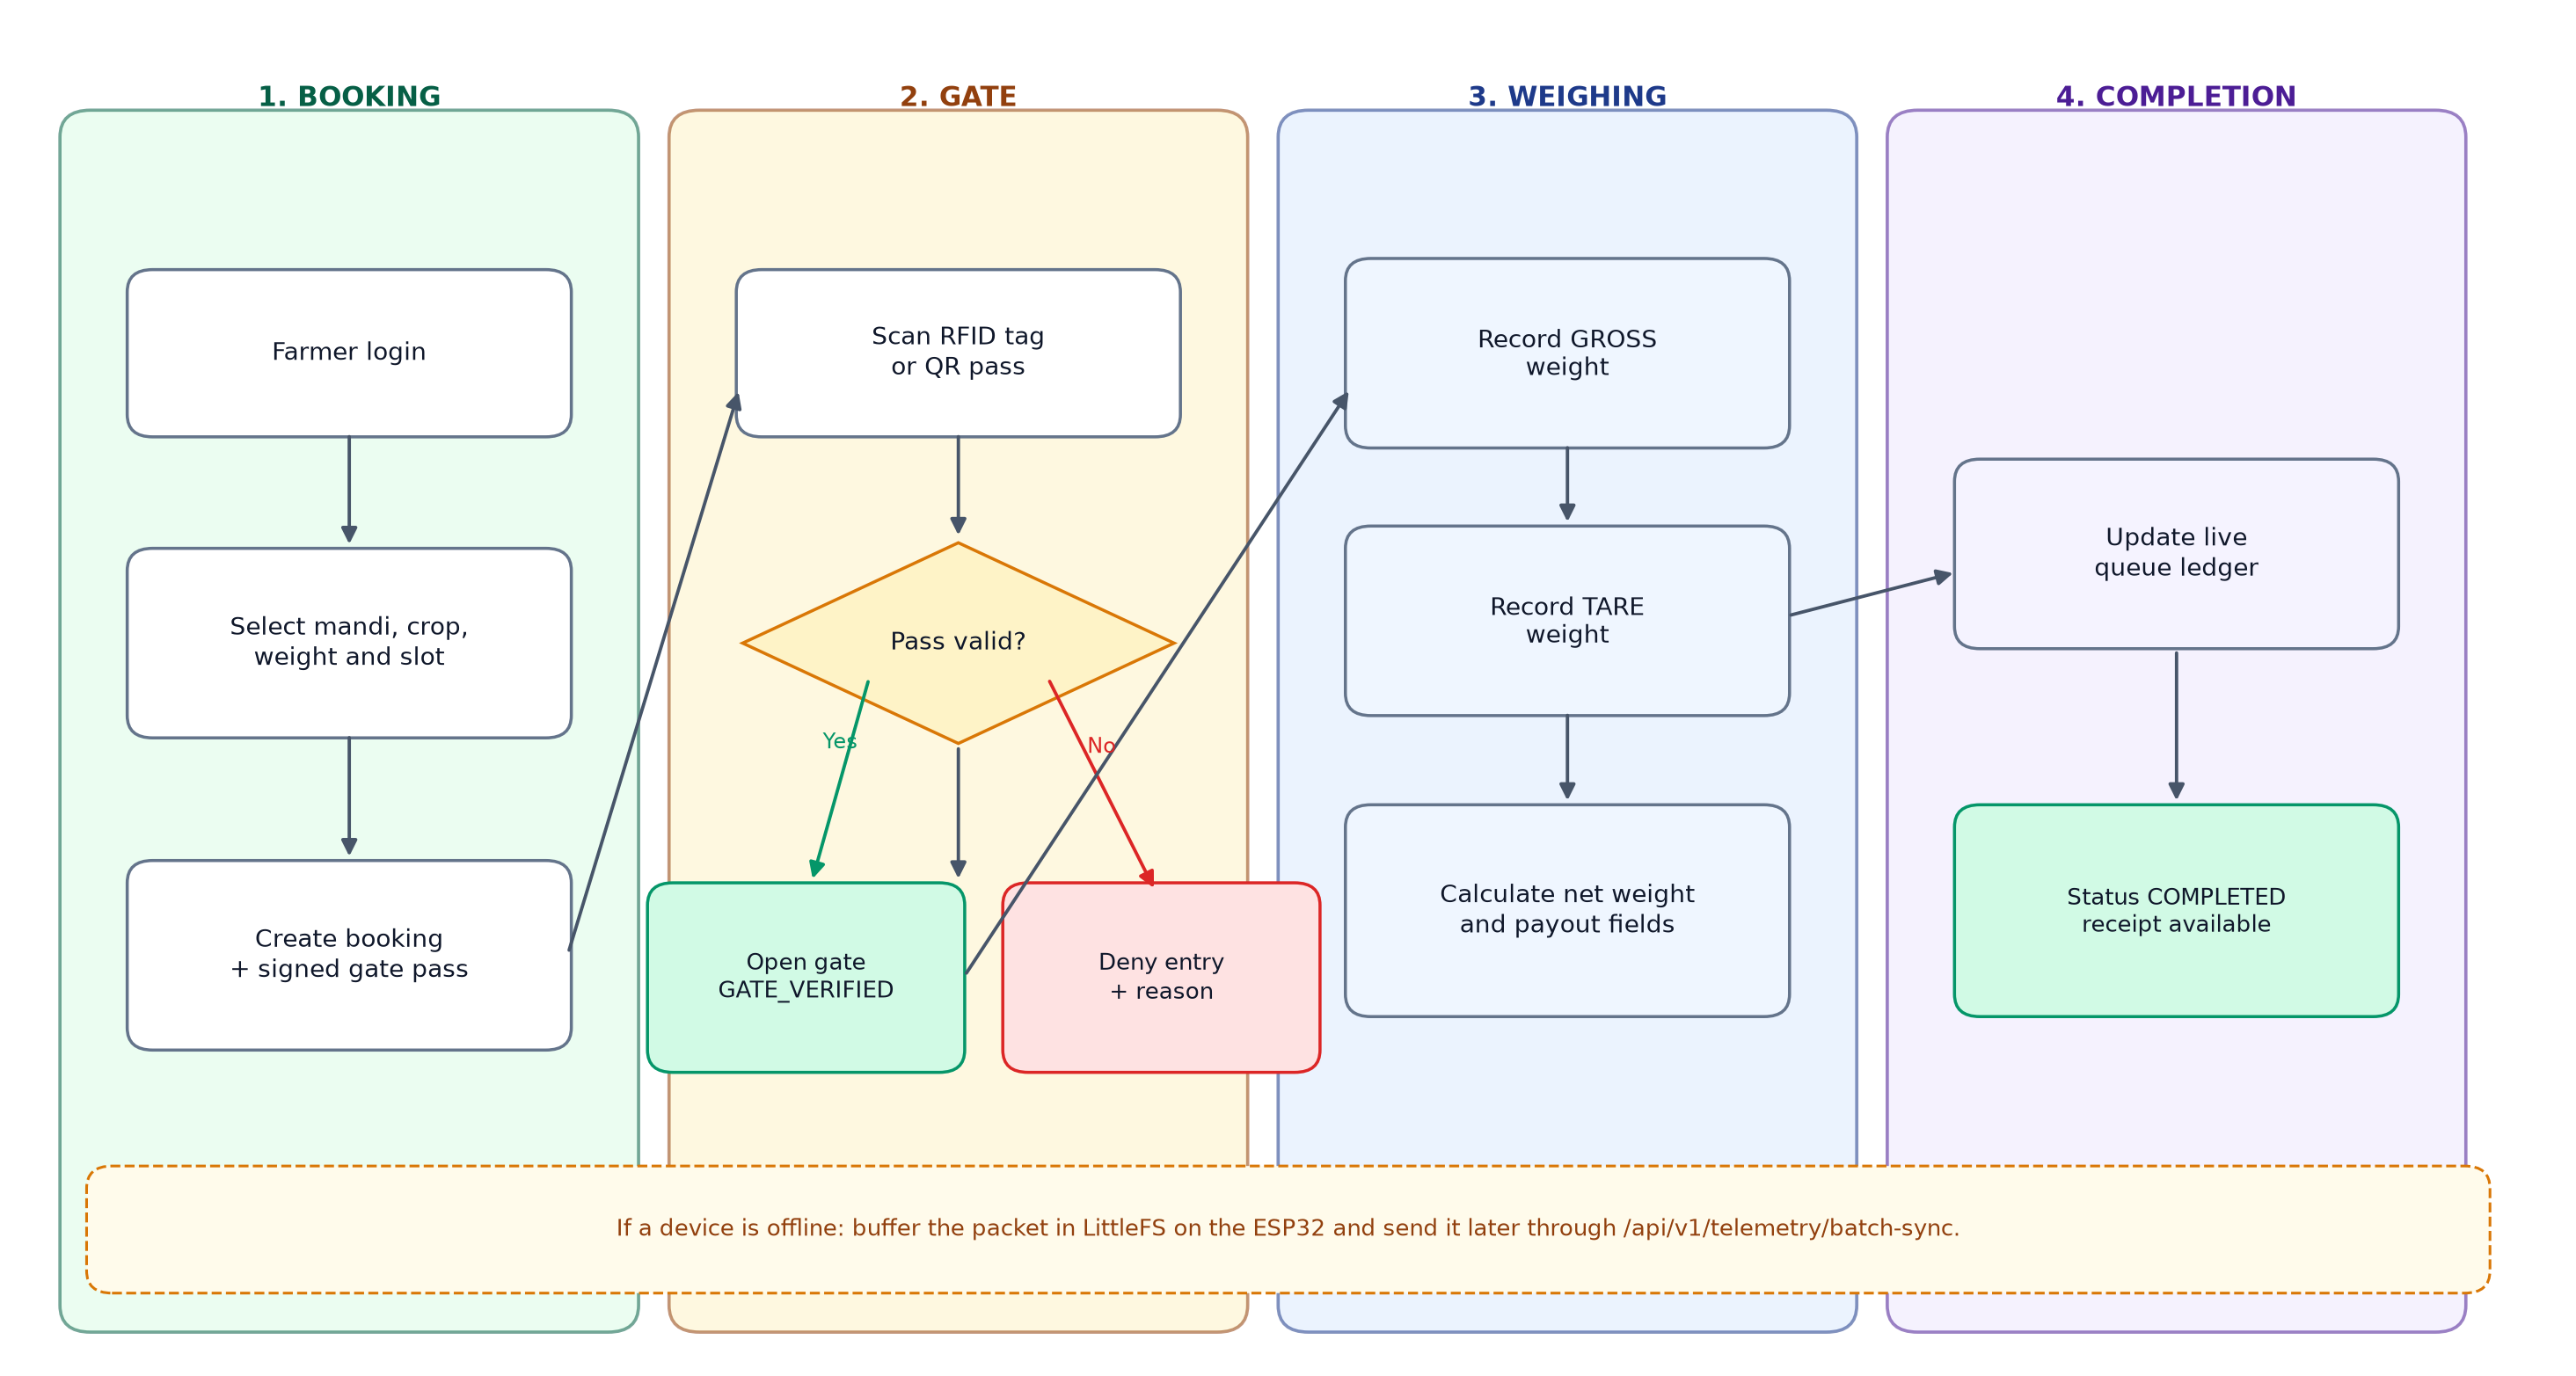 1. BOOKING
Farmer login
Select mandi, crop,
weight and slot
Create booking
+ signed gate pass
2. GATE
Scan RFID tag
or QR pass
Pass valid?
Yes
No
Open gate
GATE_VERIFIED
Deny entry
+ reason
3. WEIGHING
Record GROSS
weight
Record TARE
weight
Calculate net weight
and payout fields
4. COMPLETION
Update live
queue ledger
Status COMPLETED
receipt available
If a device is offline: buffer the packet in LittleFS on the ESP32 and send it later through /api/v1/telemetry/batch-sync.